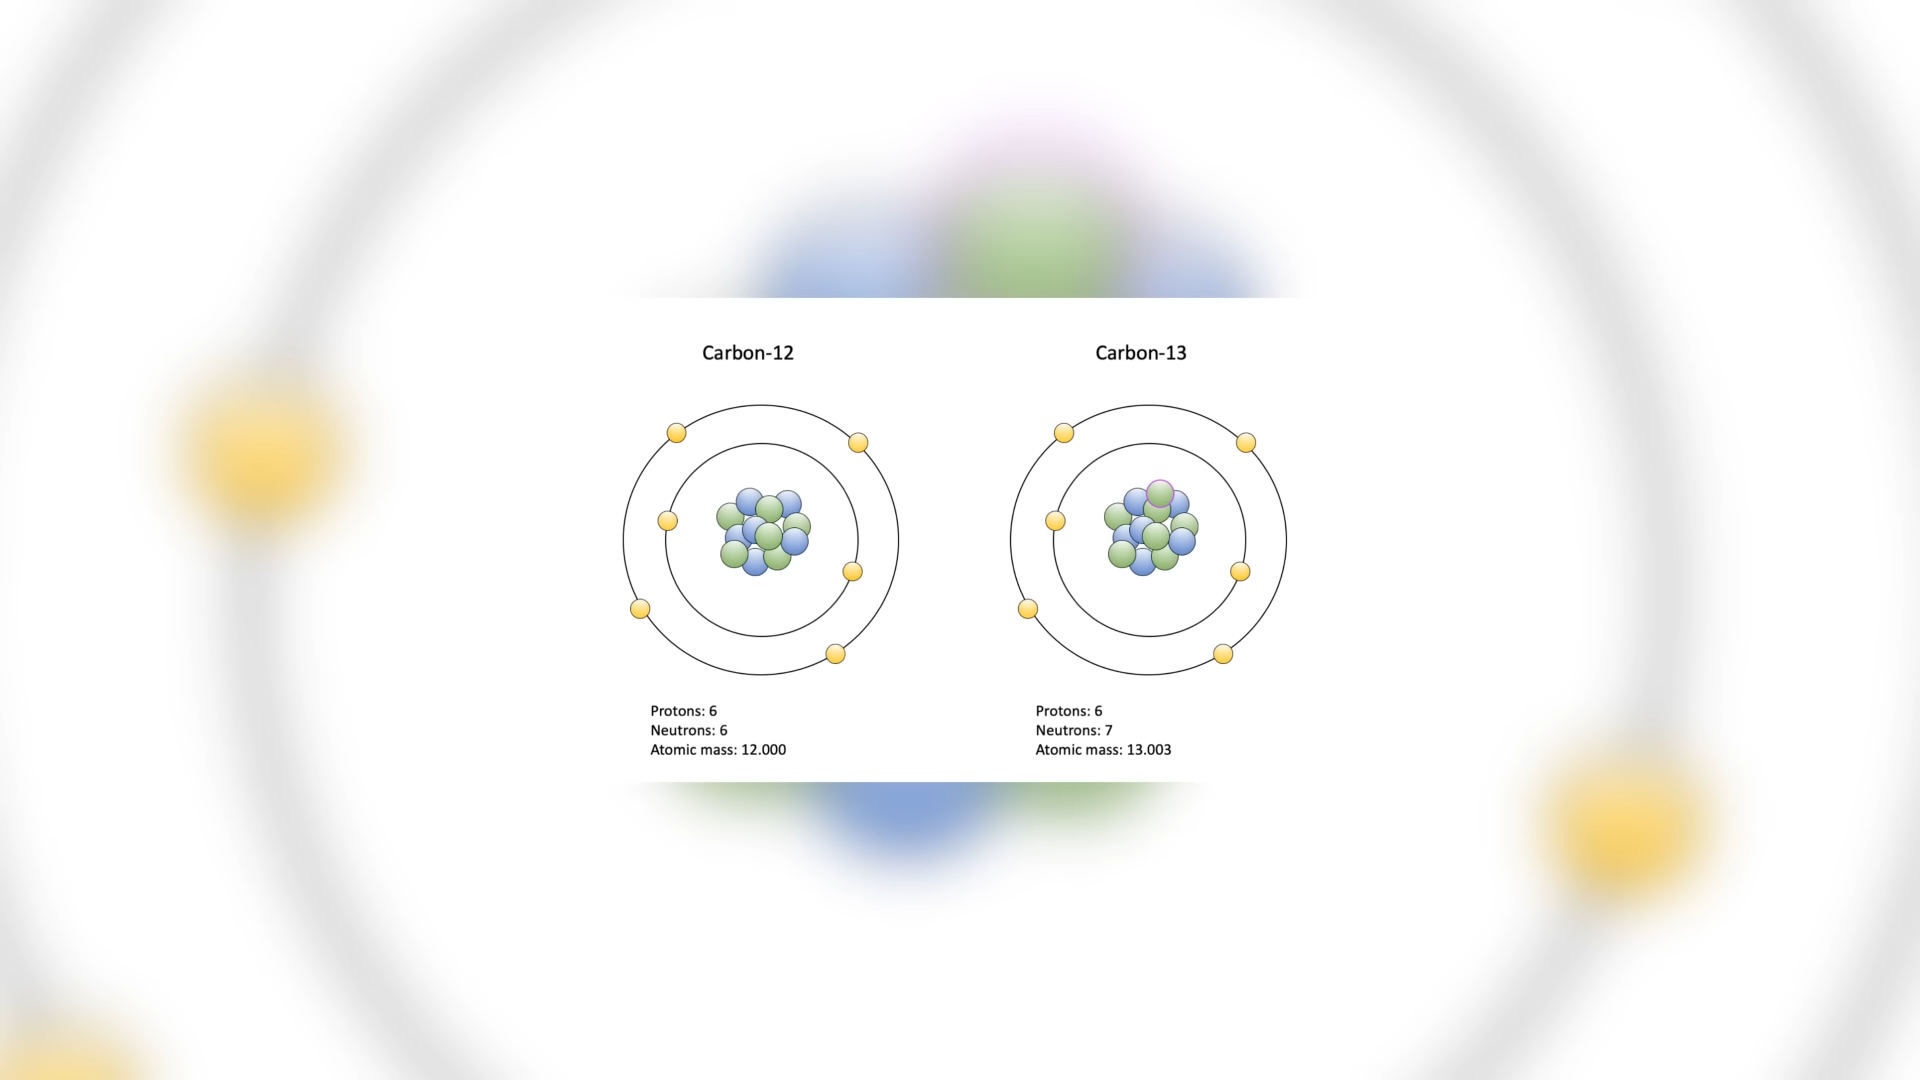 Carbon-12
Carbon-13
Protons: 6
Neutrons: 6
Atomic mass: 12.000
Protons: 6
Neutrons: 7
Atomic mass: 13.003